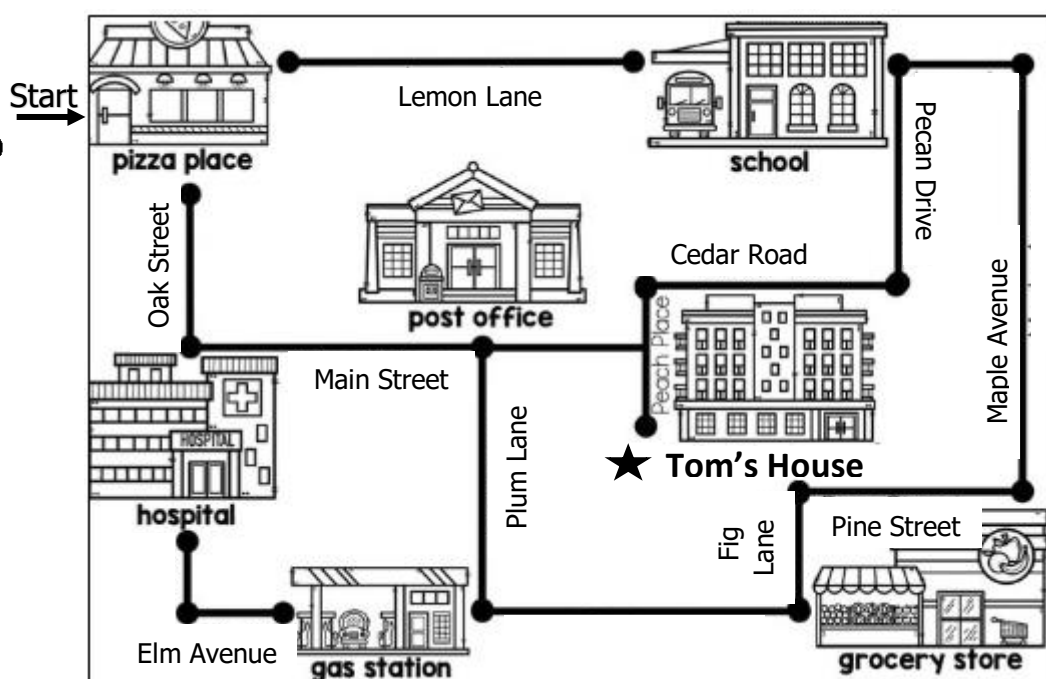 Start
Lemon Lane
pizza place
school
Pecan Drive
Oak Street
Cedar Road
post office
Peach Place
Maple Avenue
Main Street
HOSPITAL
Tom's House
hospital
Plum Lane
Fig
Lane
Pine Street
Elm Avenue
gas station
grocery store